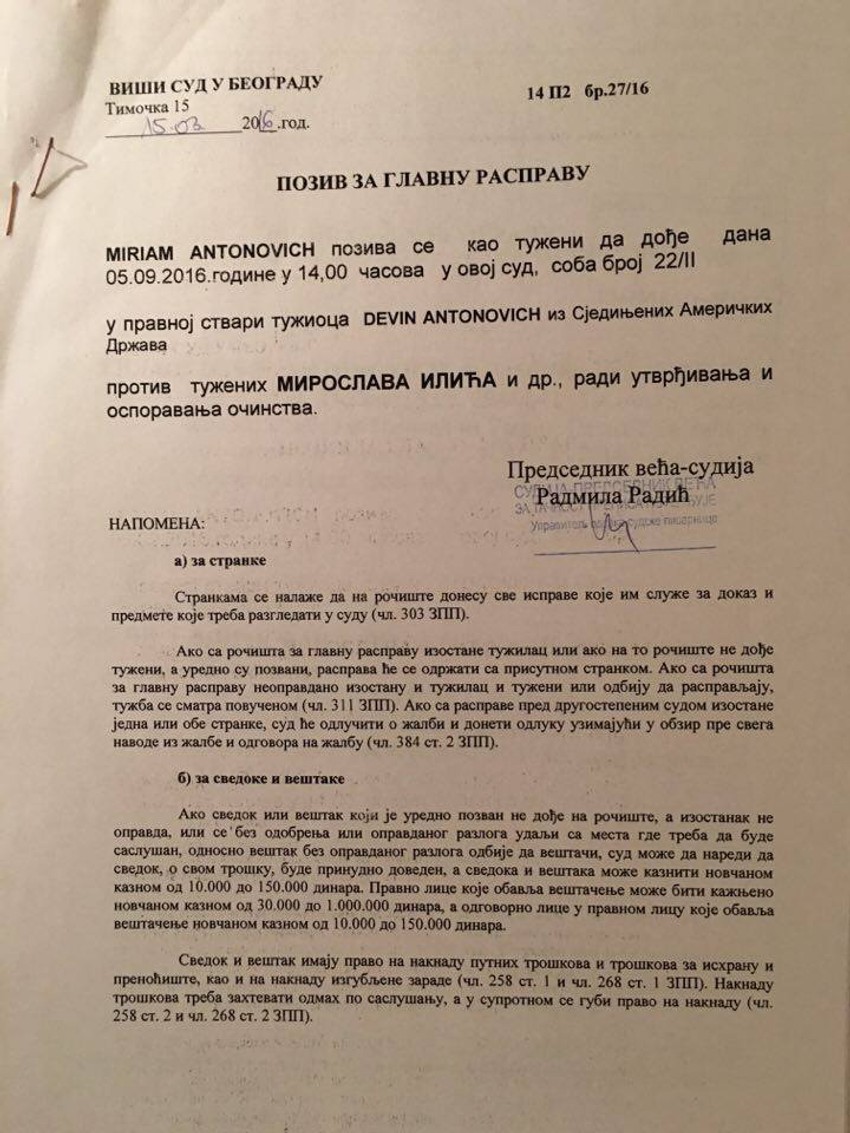 ВИШИ СУД У БЕОГРАДУ
14 П2 бр.27/16
Тимочка 15
15.03 2016.год.
ПОЗИВ ЗА ГЛАВНУ РАСПРАВУ
MIRIAM ANTONOVICH позива се као тужени да дође дана
05.09.2016.године у 14,00 часова у овој суд, соба број 22/II
у правној ствари тужиоца DEVIN ANTONOVICH из Сједињених Америчких
Држава
против тужених МИРОСЛАВА ИЛИЋА и др., ради утврђивања и
оспоравања очинства.
Председник већа-судија
СУДИЈА ПРЕДСЕДНИК ВЕЋА
Радмила Радић
Управитељ судске писарнице
НАПОМЕНА:
а) за странке
Странкама се налаже да на рочиште донесу све исправе које им служе за доказ и
предмете које треба разгледати у суду (чл. 303 ЗПП).
Ако са рочишта за главну расправу изостане тужилац или ако на то рочиште не дође
тужени, а уредно су позвани, расправа ће се одржати са присутном странком. Ако са рочишта
за главну расправу неоправдано изостану и тужилац и тужени или одбију да расправљају,
тужба се сматра повученом (чл. 311 ЗПП). Ако са расправе пред другостепеним судом изостане
једна или обе странке, суд ће одлучити о жалби и донети одлуку узимајући у обзир пре свега
наводе из жалбе и одговора на жалбу (чл. 384 ст. 2 ЗПП).
б) за сведоке и вештаке
Ако сведок или вештак који је уредно позван не дође на рочиште, а изостанак не
оправда, или се без одобрења или оправданог разлога удаљи са места где треба да буде
саслушан, односно вештак без оправданог разлога одбије да вештачи, суд може да нареди да
сведок, о свом трошку, буде принудно доведен, а сведока и вештака може казнити новчаном
казном од 10.000 до 150.000 динара. Правно лице које обавља вештачење може бити кажњено
новчаном казном од 30.000 до 1.000.000 динара, а одговорно лице у правном лицу које обавља
вештачење новчаном казном од 10.000 до 150.000 динара.
Сведок и вештак имају право на накнаду путних трошкова и трошкова за исхрану и
преноћиште, као и на накнаду изгубљене зараде (чл. 258 ст. 1 и чл. 268 ст. 1 ЗПП). Накнаду
трошкова треба захтевати одмах по саслушању, а у супротном се губи право на накнаду (чл.
258 ст. 2 и чл. 268 ст. 2 ЗПП).